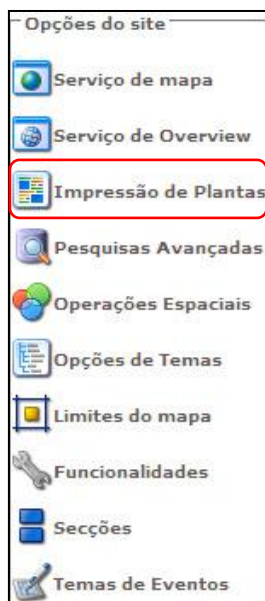 Opções do site
Serviço de mapa
Serviço de Overview
Impressão de Plantas
Pesquisas Avançadas
Operações Espaciais
Opções de Temas
Limites do mapa
Funcionalidades
Secções
Temas de Eventos